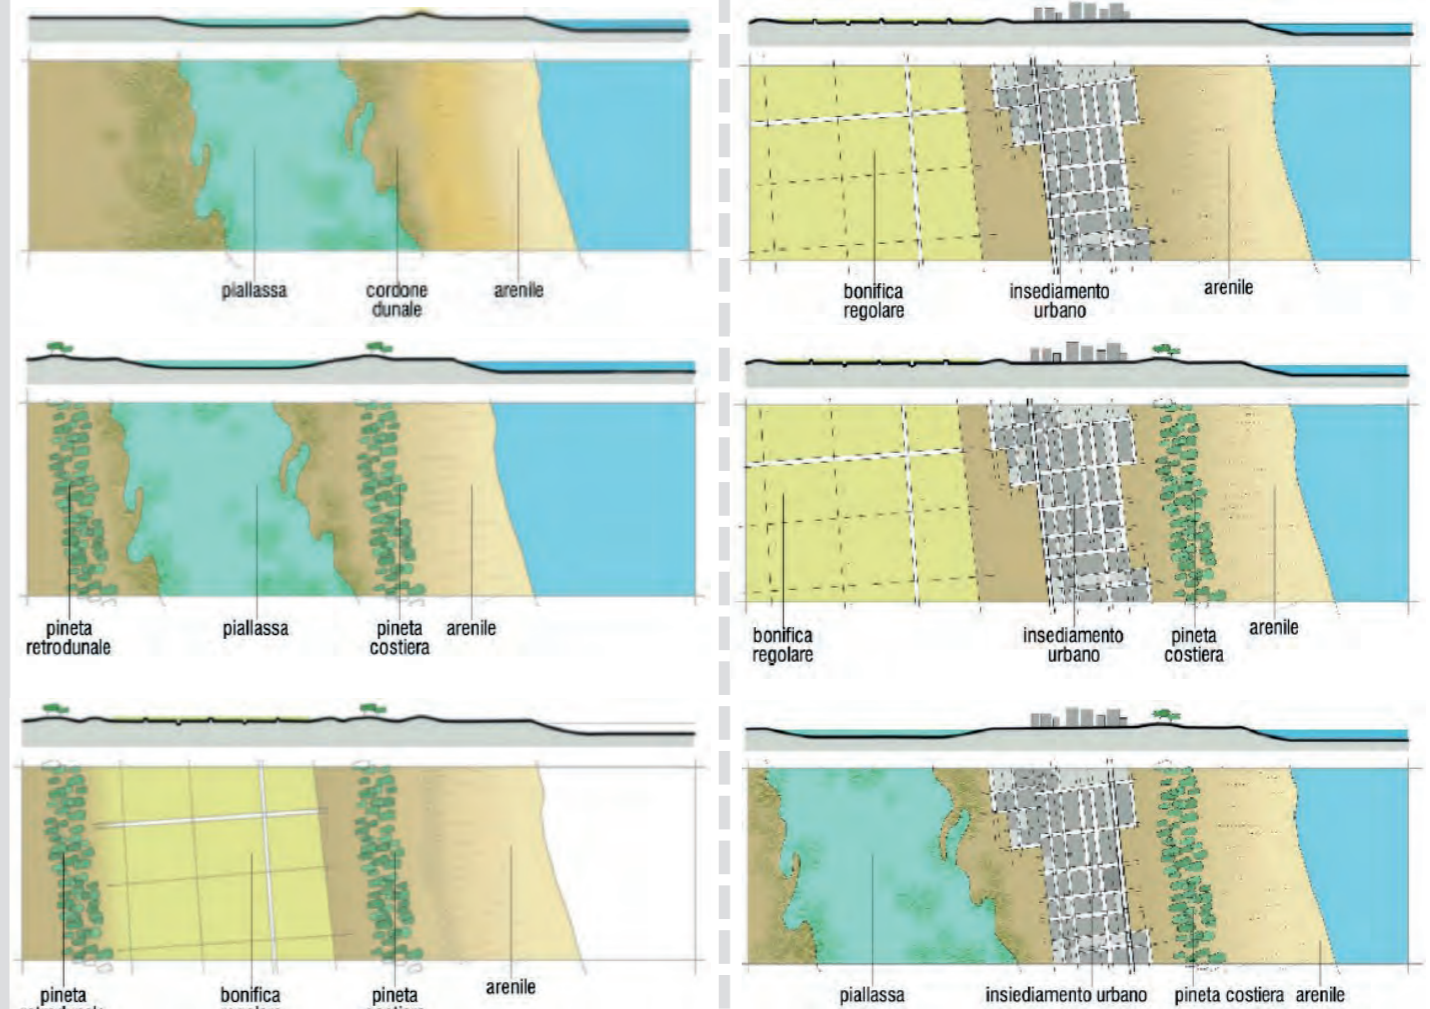 piallassa
cordone
dunale
arenile
pineta
retrodunale
piallassa
pineta
costiera
arenile
pineta
bonifica
pineta
arenile
bonifica
regolare
insediamento
urbano
arenile
bonifica
regolare
insediamento
urbano
pineta
costiera
arenile
piallassa
insiediamento urbano
pineta costiera
arenile